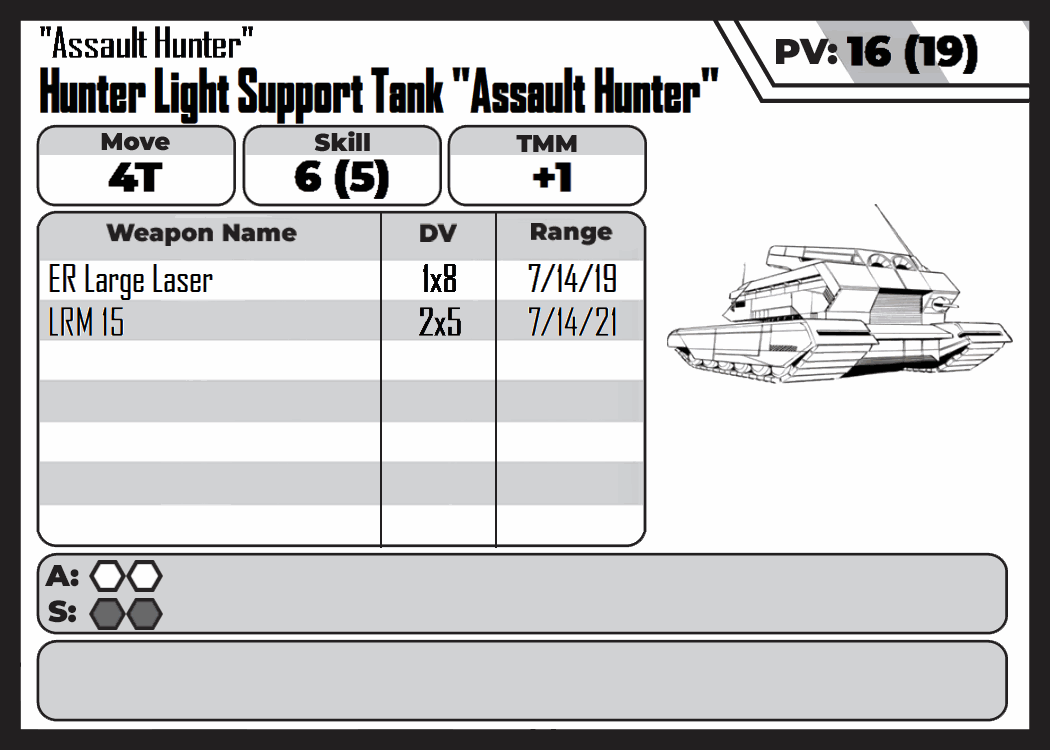 "Assault Hunter"
PV: 16 (19)
Hunter Light Support Tank "Assault Hunter"
Move Skill TMM
4T 6 (5) +1
Weapon Name DV Range
ER Large Laser 1x8 7/14/19
LRM 15 2x5 7/14/21
A:
S: